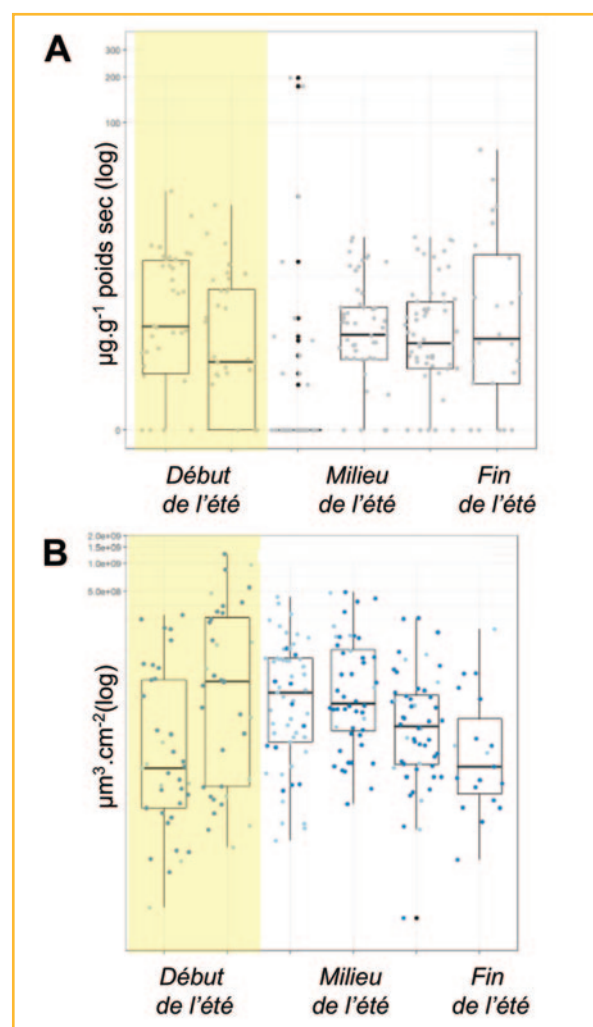 A
300
200
100
µg.g-1 poids sec (log)
0
Début de l'été
Milieu de l'été
Fin de l'été
B
2.0e+09
1.5e+09
1.0e+09
5.0e+08
µm³.cm-2(log)
Début de l'été
Milieu de l'été
Fin de l'été